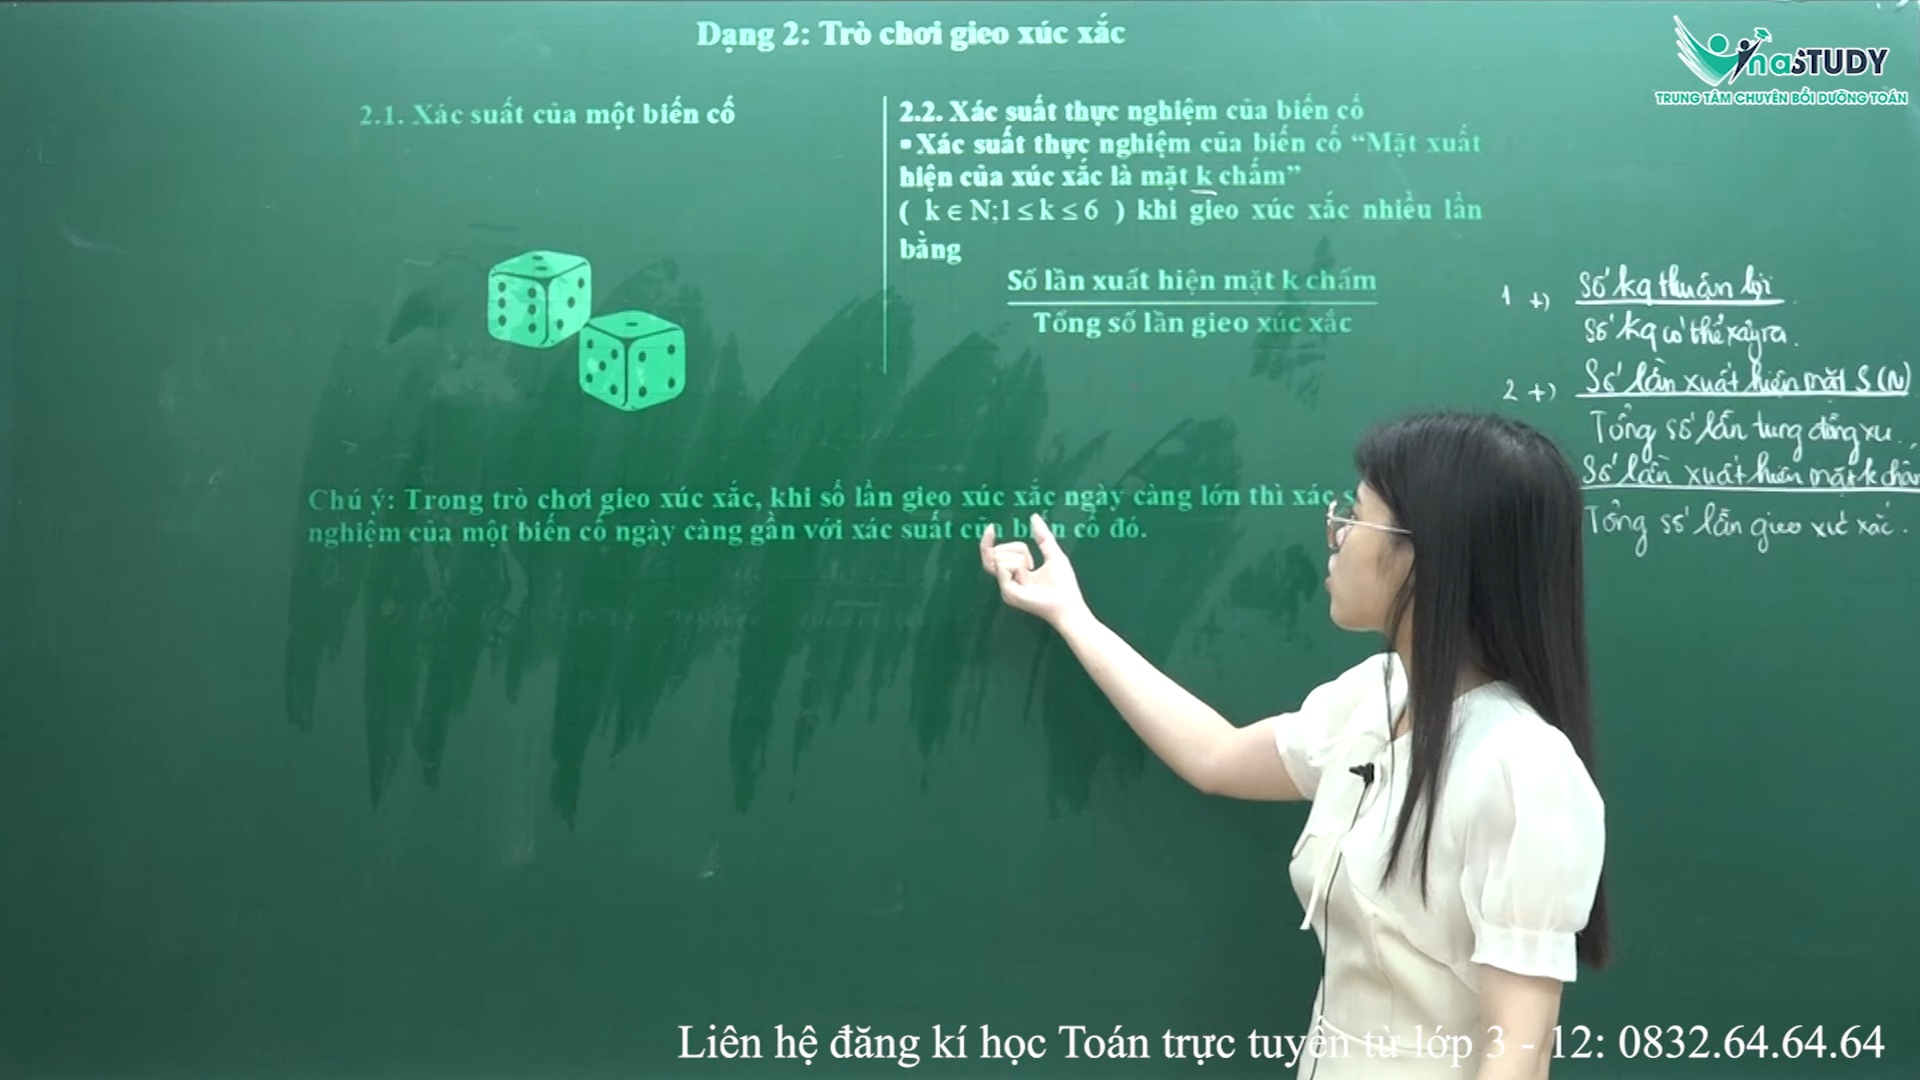 Dạng 2: Trò chơi gieo xúc xắc
naSTUDY
TRUNG TÂM CHUYÊN BỒI DƯỠNG TOÁN
2.1. Xác suất của một biến cố
2.2. Xác suất thực nghiệm của biến cố
▪ Xác suất thực nghiệm của biến cố “Mặt xuất
hiện của xúc xắc là mặt k chấm”
( k ∈ N;1 ≤ k ≤ 6 ) khi gieo xúc xắc nhiều lần
bằng
Số lần xuất hiện mặt k chấm
Tổng số lần gieo xúc xắc
1 +) Số kq thuận lợi
Số kq có thể xảy ra.
2 +) Số lần xuất hiện mặt S (N)
Tổng số lần tung đồng xu.
Số lần xuất hiện mặt k chấm
Tổng số lần gieo xúc xắc.
Chú ý: Trong trò chơi gieo xúc xắc, khi số lần gieo xúc xắc ngày càng lớn thì xác
nghiệm của một biến cố ngày càng gần với xác suất của biến cố đó.
Liên hệ đăng kí học Toán trực tuyến từ lớp 3 - 12: 0832.64.64.64